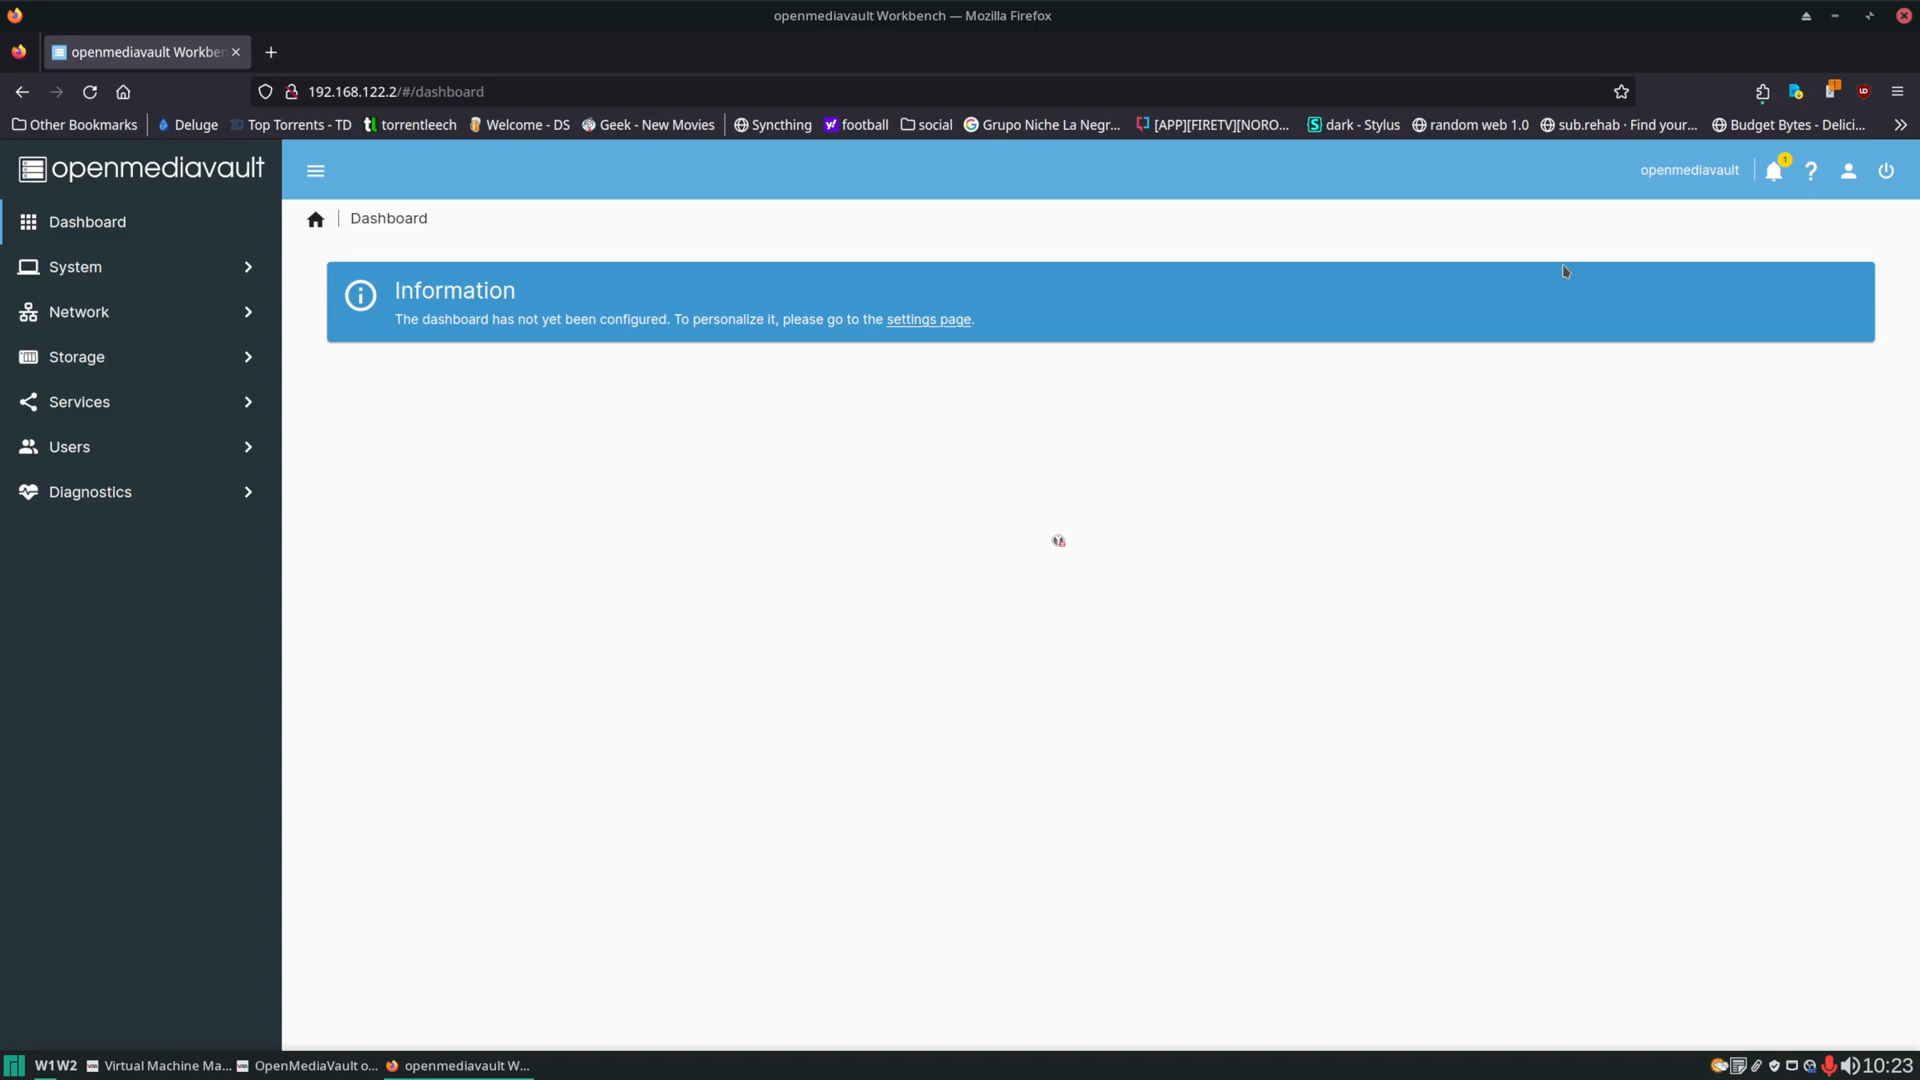 openmediavault Workbench — Mozilla Firefox
openmediavault Workben
192.168.122.2/#/dashboard
Other Bookmarks
Deluge
TD Top Torrents - TD
tl torrentleech
Welcome - DS
Geek - New Movies
Syncthing
football
social
Grupo Niche La Negr...
[APP][FIRETV][NORO...
dark - Stylus
random web 1.0
sub.rehab · Find your...
Budget Bytes - Delici...
openmediavault
openmediavault
1
Dashboard
Dashboard
System
Information
The dashboard has not yet been configured. To personalize it, please go to the settings page.
Network
Storage
Services
Users
Diagnostics
W1W2
Virtual Machine Ma...
OpenMediaVault o...
openmediavault W...
10:23